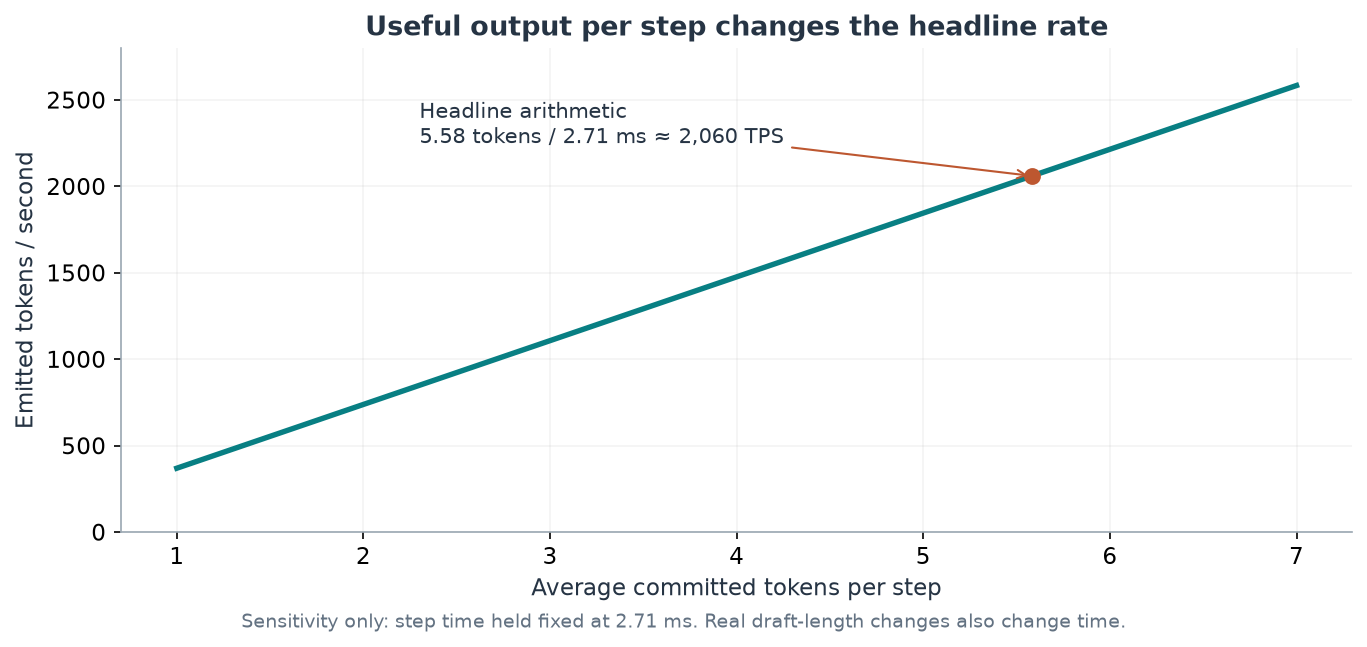 Useful output per step changes the headline rate
Headline arithmetic
5.58 tokens / 2.71 ms ≈ 2,060 TPS
Emitted tokens / second
2500
2000
1500
1000
500
0
1 2 3 4 5 6 7
Average committed tokens per step
Sensitivity only: step time held fixed at 2.71 ms. Real draft-length changes also change time.